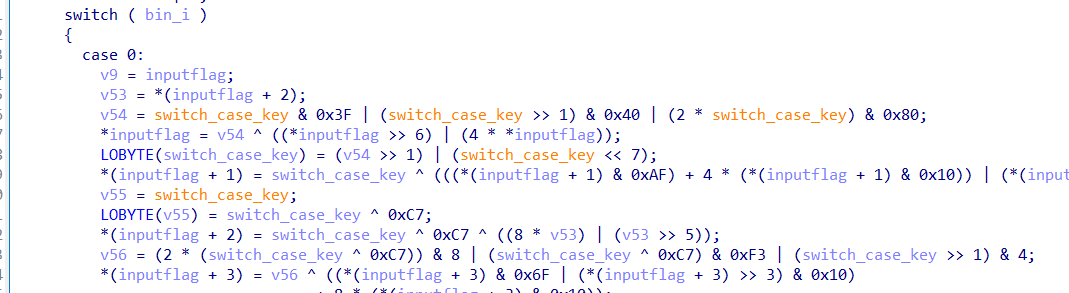 switch ( bin_i )
{
case 0:
v9 = inputflag;
v53 = *(inputflag + 2);
v54 = switch_case_key & 0x3F | (switch_case_key >> 1) & 0x40 | (2 * switch_case_key) & 0x80;
*inputflag = v54 ^ ((*inputflag >> 6) | (4 * *inputflag));
LOBYTE(switch_case_key) = (v54 >> 1) | (switch_case_key << 7);
*(inputflag + 1) = switch_case_key ^ (((*(inputflag + 1) & 0xAF) + 4 * (*(inputflag + 1) & 0x10)) | (*(input
v55 = switch_case_key;
LOBYTE(v55) = switch_case_key ^ 0xC7;
*(inputflag + 2) = switch_case_key ^ 0xC7 ^ ((8 * v53) | (v53 >> 5));
v56 = (2 * (switch_case_key ^ 0xC7)) & 8 | (switch_case_key ^ 0xC7) & 0xF3 | (switch_case_key >> 1) & 4;
*(inputflag + 3) = v56 ^ ((*(inputflag + 3) & 0x6F | (*(inputflag + 3) >> 3) & 0x10)